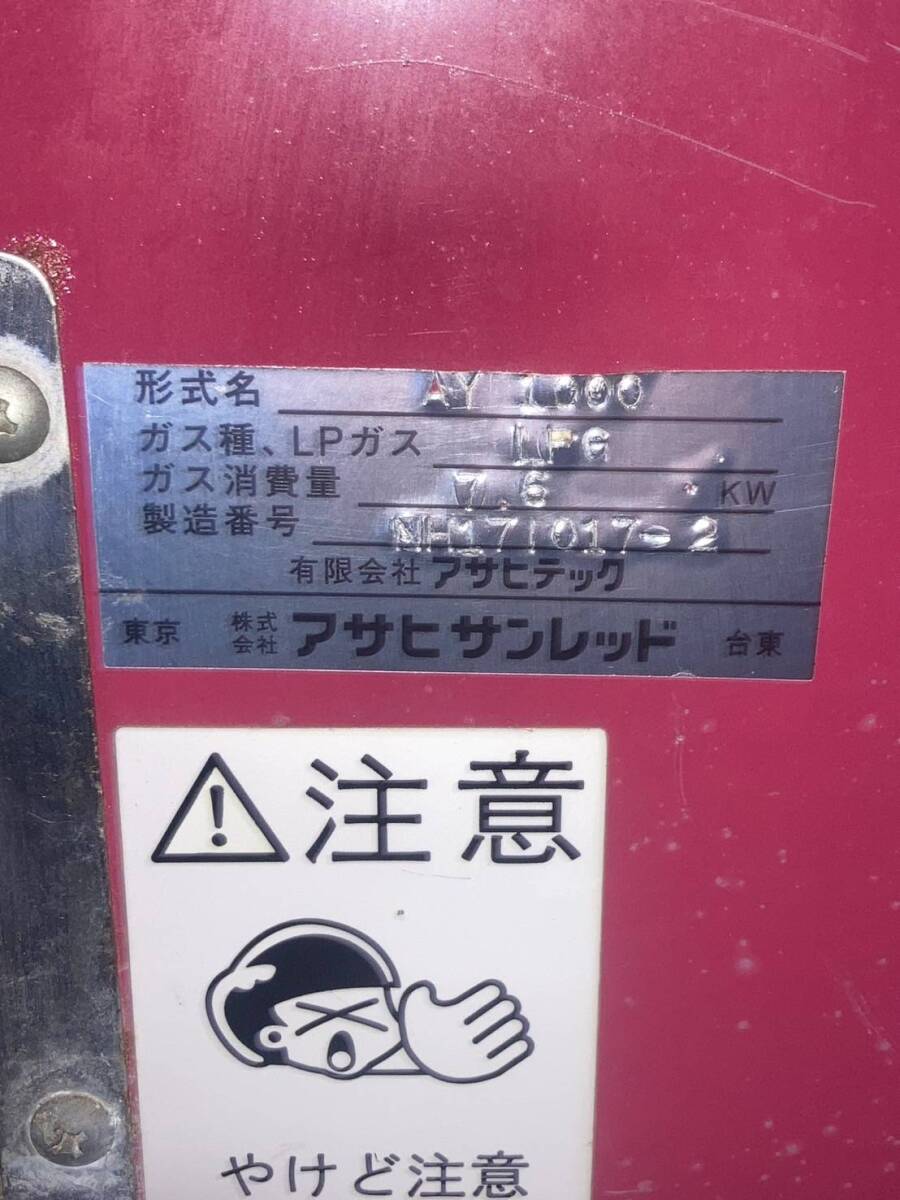 形式名 AY 1000
ガス種、LPガス LPG
ガス消費量 7.6 KW
製造番号 NH171017-2
有限会社 アサヒテック
東京 株式会社 アサヒサンレッド 台東
注意
やけど注意